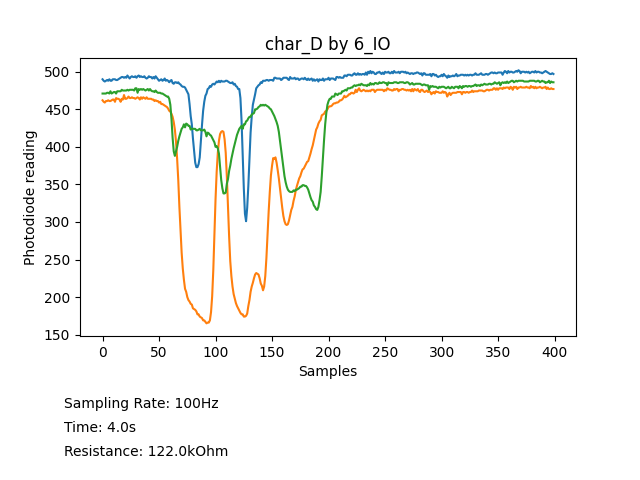 char_D by 6_IO
500
450
400
350
300
250
200
150
Photodiode reading
0 50 100 150 200 250 300 350 400
Samples
Sampling Rate: 100Hz
Time: 4.0s
Resistance: 122.0kOhm